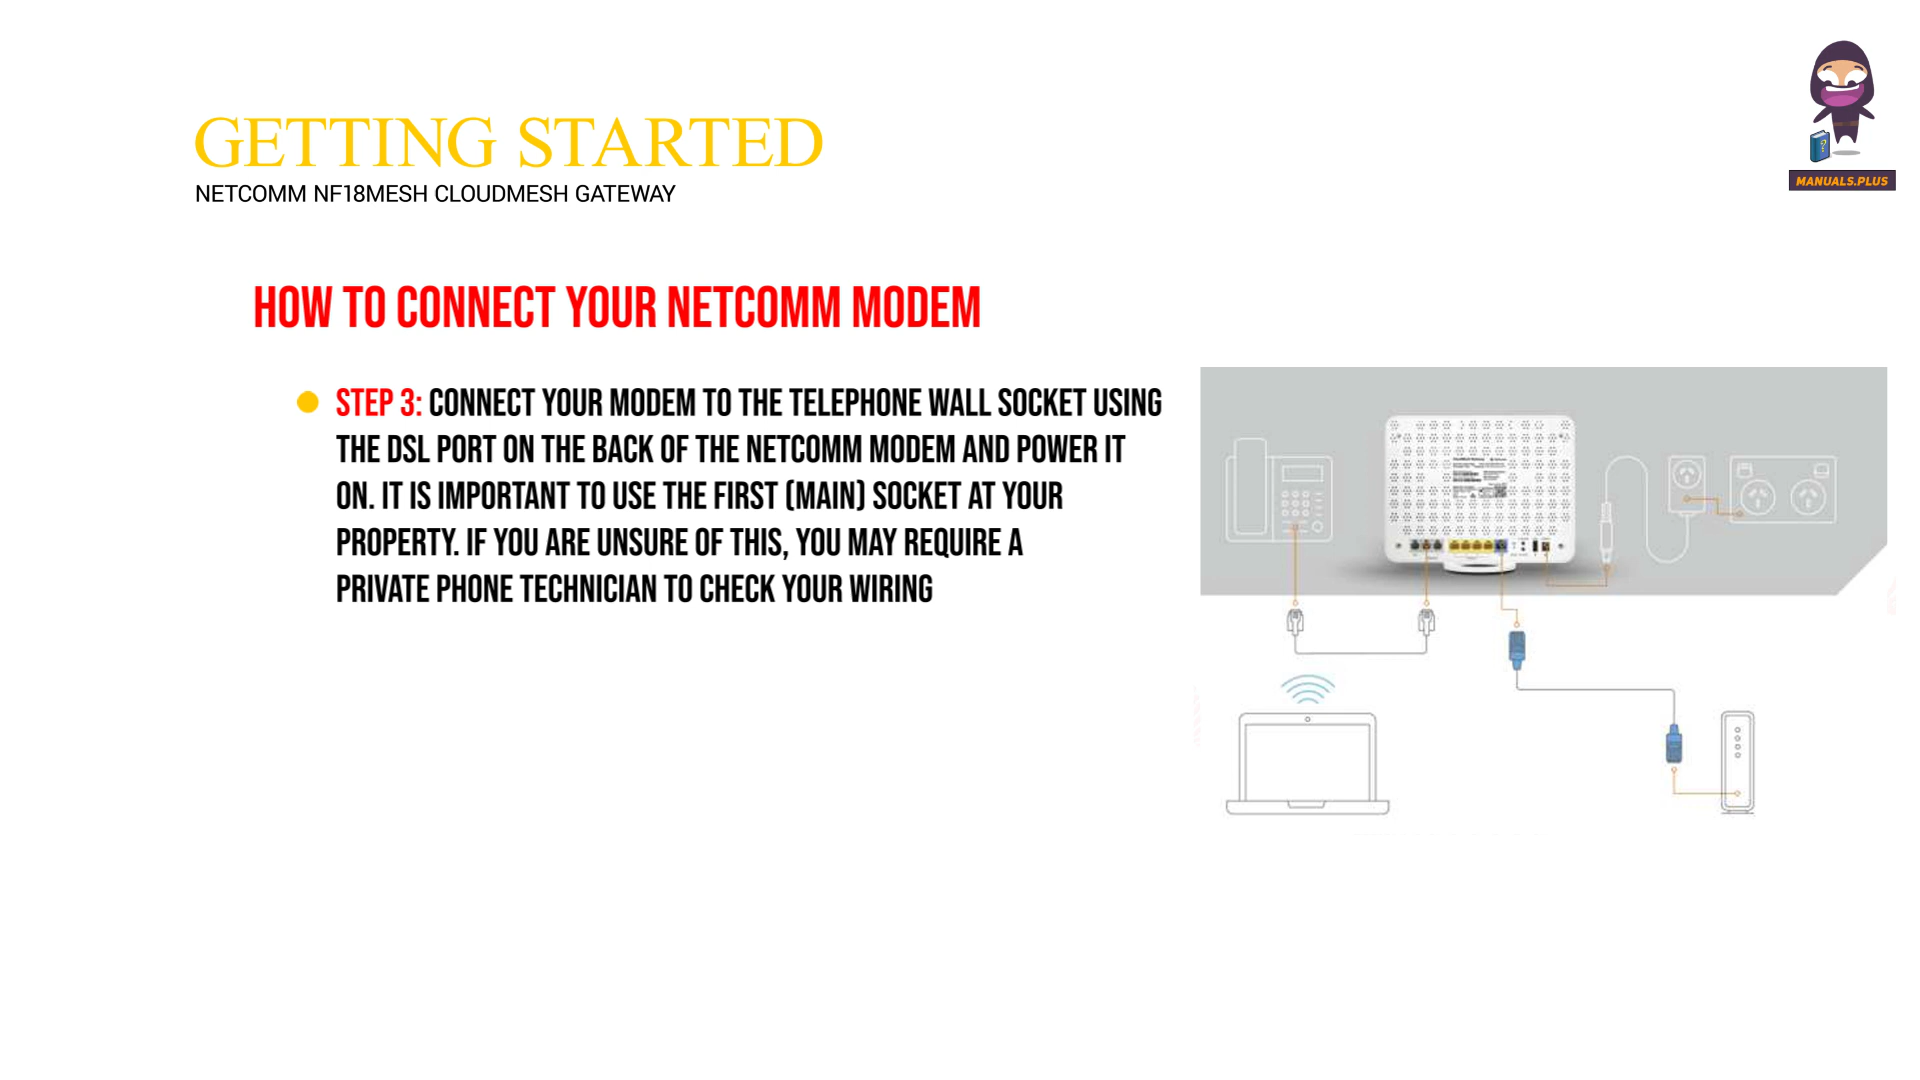 GETTING STARTED
NETCOMM NF18MESH CLOUDMESH GATEWAY
MANUALS.PLUS
HOW TO CONNECT YOUR NETCOMM MODEM
STEP 3: CONNECT YOUR MODEM TO THE TELEPHONE WALL SOCKET USING
THE DSL PORT ON THE BACK OF THE NETCOMM MODEM AND POWER IT
ON. IT IS IMPORTANT TO USE THE FIRST (MAIN) SOCKET AT YOUR
PROPERTY. IF YOU ARE UNSURE OF THIS, YOU MAY REQUIRE A
PRIVATE PHONE TECHNICIAN TO CHECK YOUR WIRING